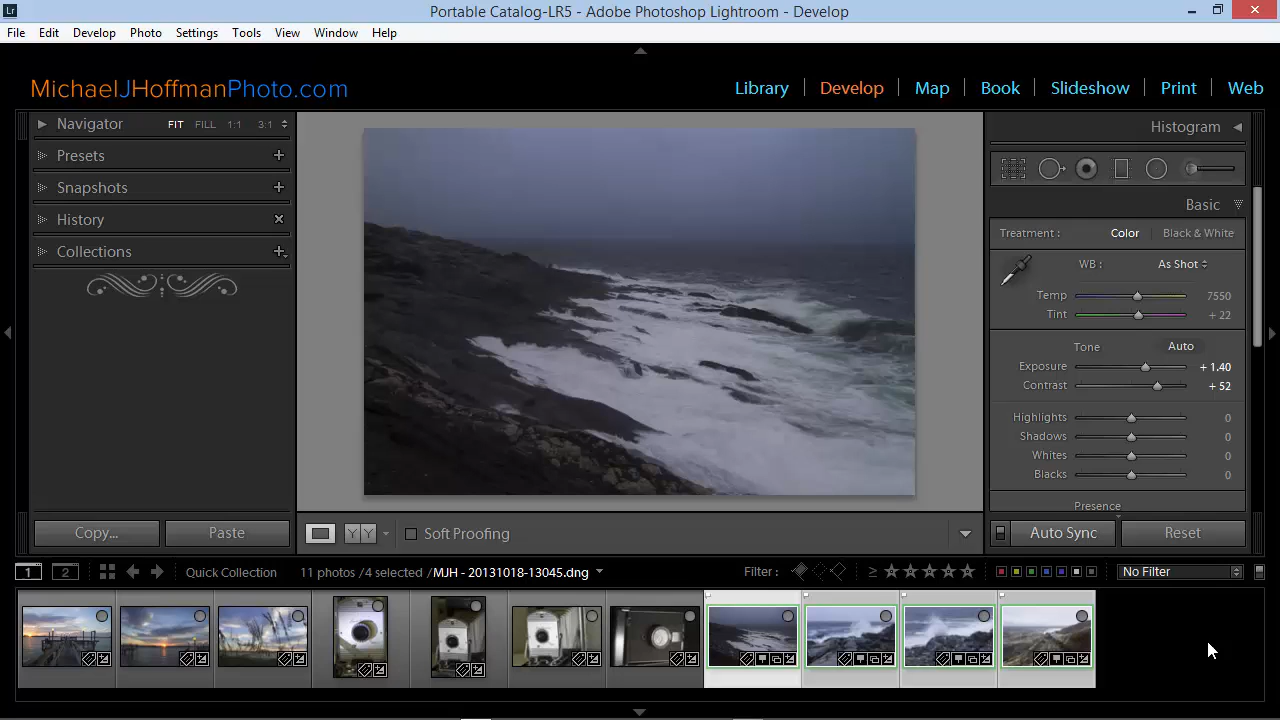 Lr
Portable Catalog-LR5 - Adobe Photoshop Lightroom - Develop
File Edit Develop Photo Settings Tools View Window Help
MichaelJHoffmanPhoto.com
Library Develop Map Book Slideshow Print Web
Navigator FIT FILL 1:1 3:1
Presets
Snapshots
History
Collections
Copy... Paste
Histogram
Basic
Treatment : Color Black & White
WB : As Shot
Temp 7550
Tint + 22
Tone Auto
Exposure + 1.40
Contrast + 52
Highlights 0
Shadows 0
Whites 0
Blacks 0
Presence
Y Y Soft Proofing
Auto Sync Reset
1 2 Quick Collection 11 photos / 4 selected / MJH - 20131018-13045.dng Filter : ≥ No Filter